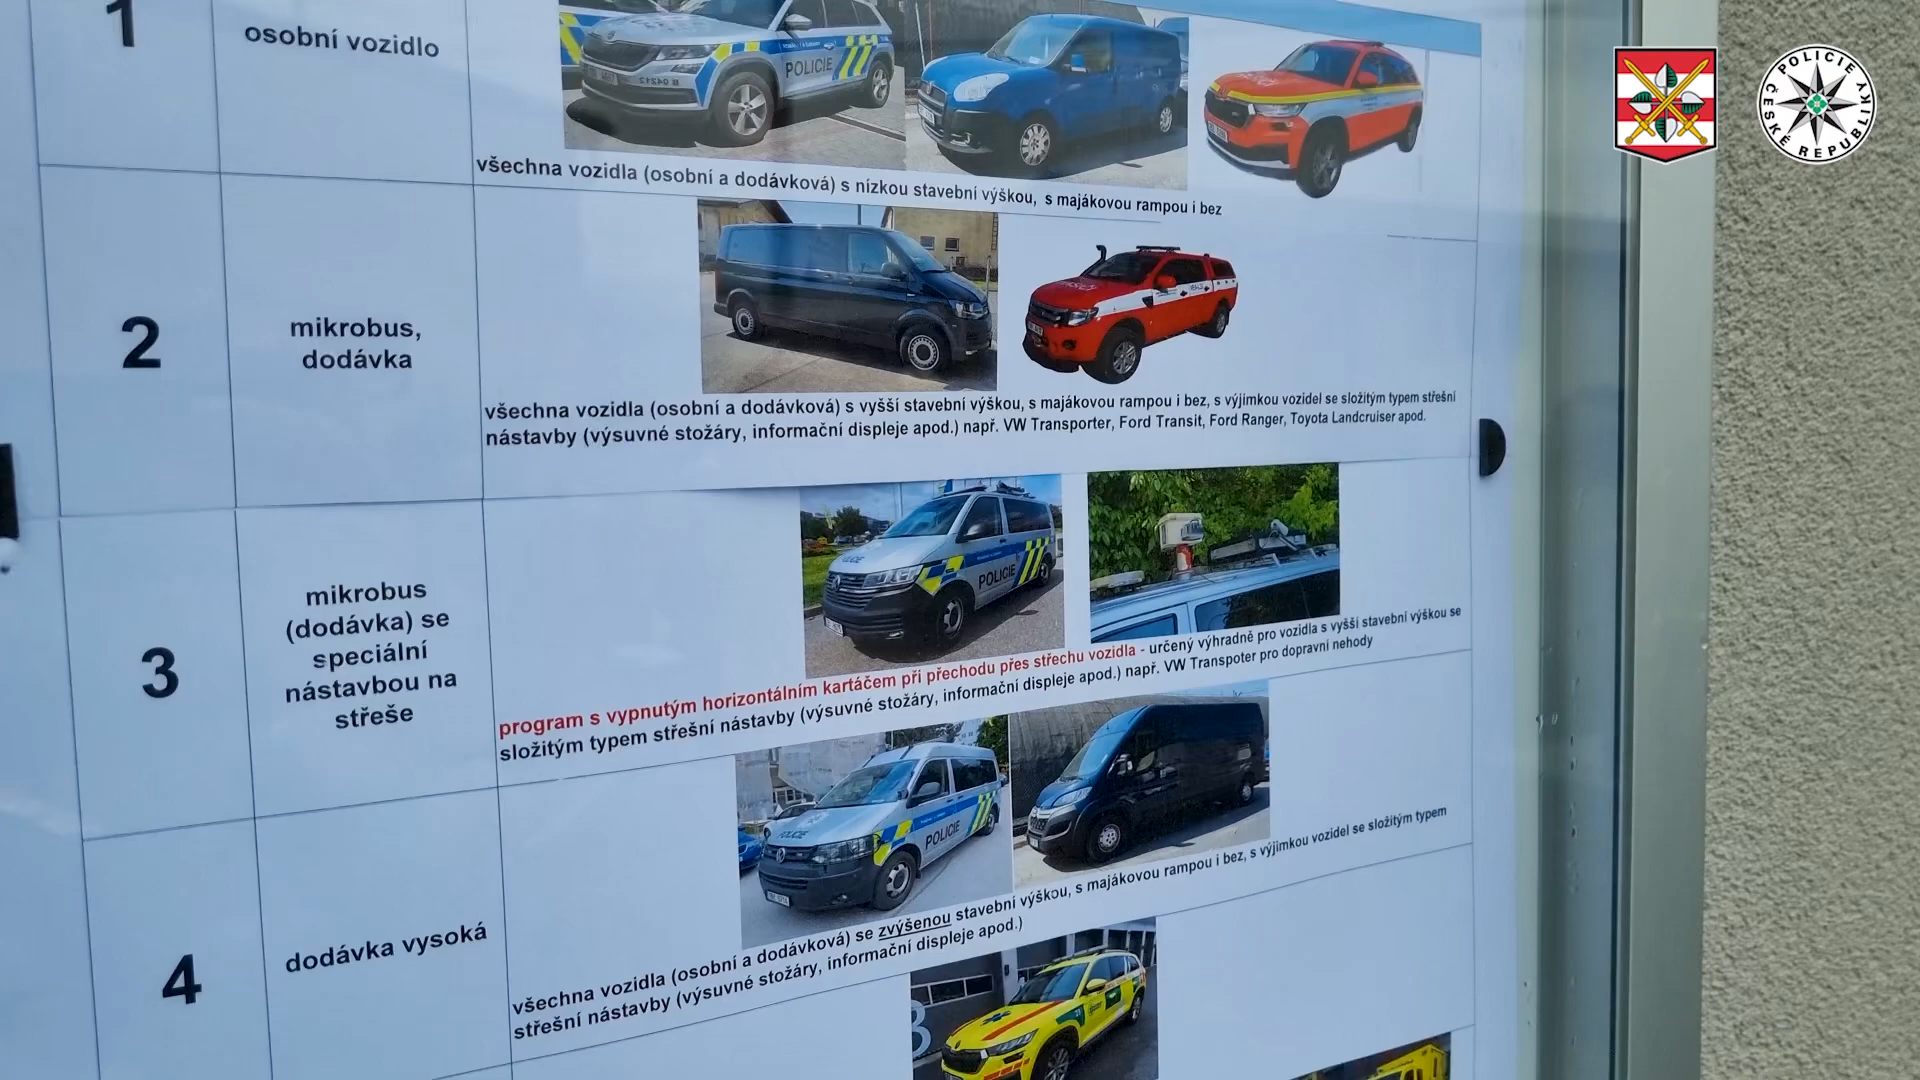 1
osobní vozidlo
POLICIE
všechna vozidla (osobní a dodávková) s nízkou stavební výškou, s majákovou rampou i bez
2
mikrobus,
dodávka
všechna vozidla (osobní a dodávková) s vyšší stavební výškou, s majákovou rampou i bez, s výjimkou vozidel se složitým typem střešní
nástavby (výsuvné stožáry, informační displeje apod.) např. VW Transporter, Ford Transit, Ford Ranger, Toyota Landcruiser apod.
3
mikrobus
(dodávka) se
speciální
nástavbou na
střeše
POLICIE
program s vypnutým horizontálním kartáčem při přechodu přes střechu vozidla - určený výhradně pro vozidla s vyšší stavební výškou se
složitým typem střešní nástavby (výsuvné stožáry, informační displeje apod.) např. VW Transpoter pro dopravní nehody
4
dodávka vysoká
POLICIE
POLICIE
všechna vozidla (osobní a dodávková) se zvýšenou stavební výškou, s majákovou rampou i bez, s výjimkou vozidel se složitým typem
střešní nástavby (výsuvné stožáry, informační displeje apod.)
POLICIE
ČESKÉ REPUBLIKY